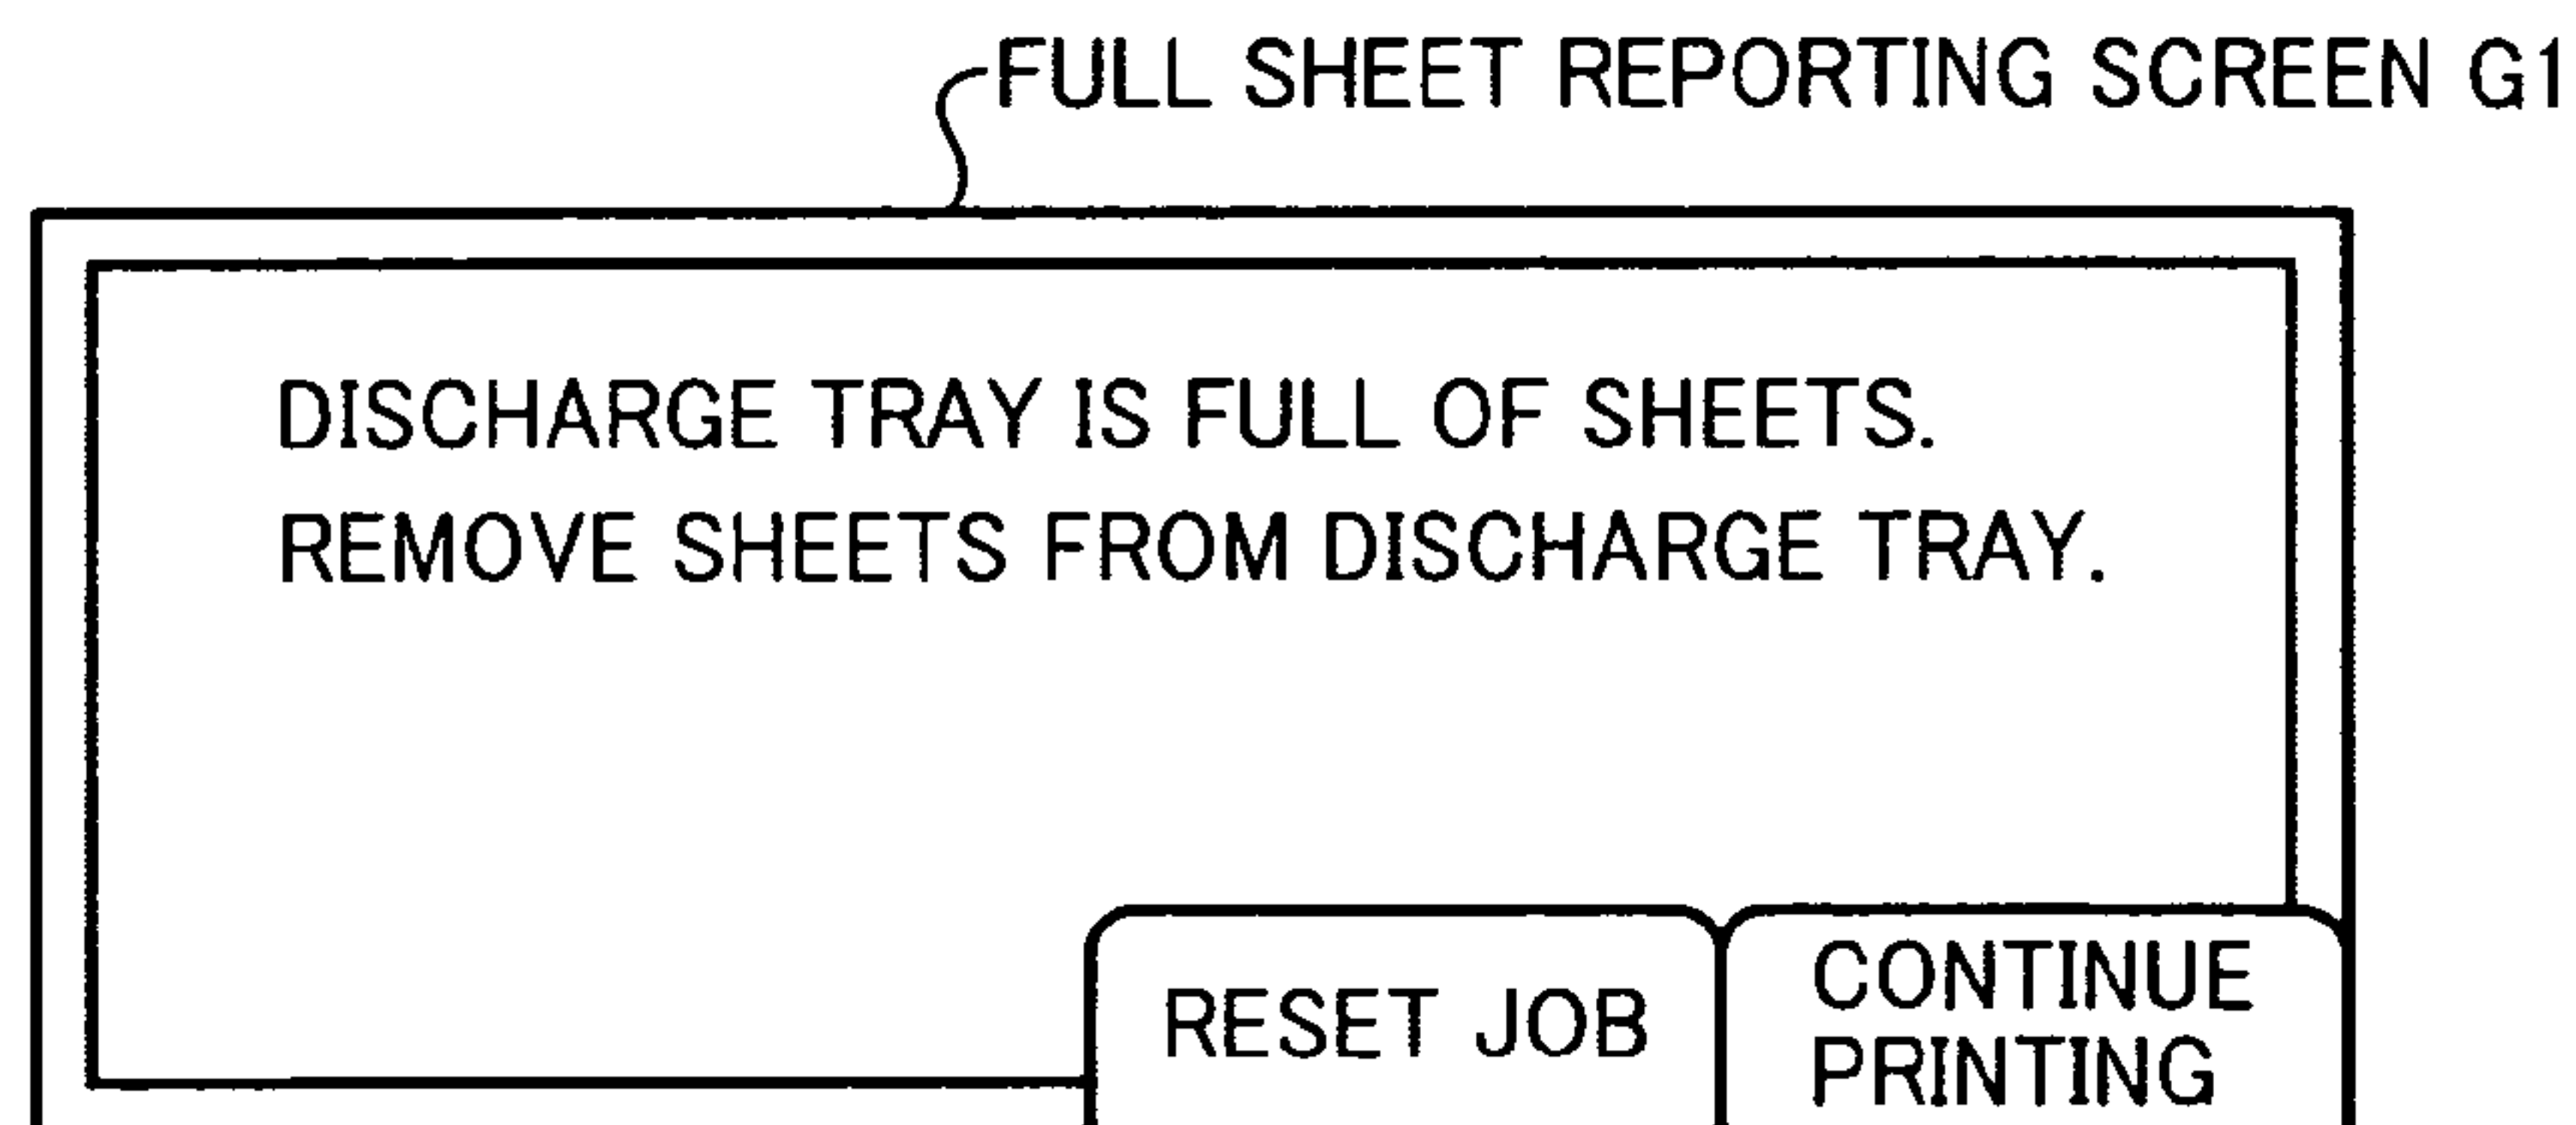 FULL SHEET REPORTING SCREEN G1
DISCHARGE TRAY IS FULL OF SHEETS.
REMOVE SHEETS FROM DISCHARGE TRAY.
RESET JOB
CONTINUE
PRINTING